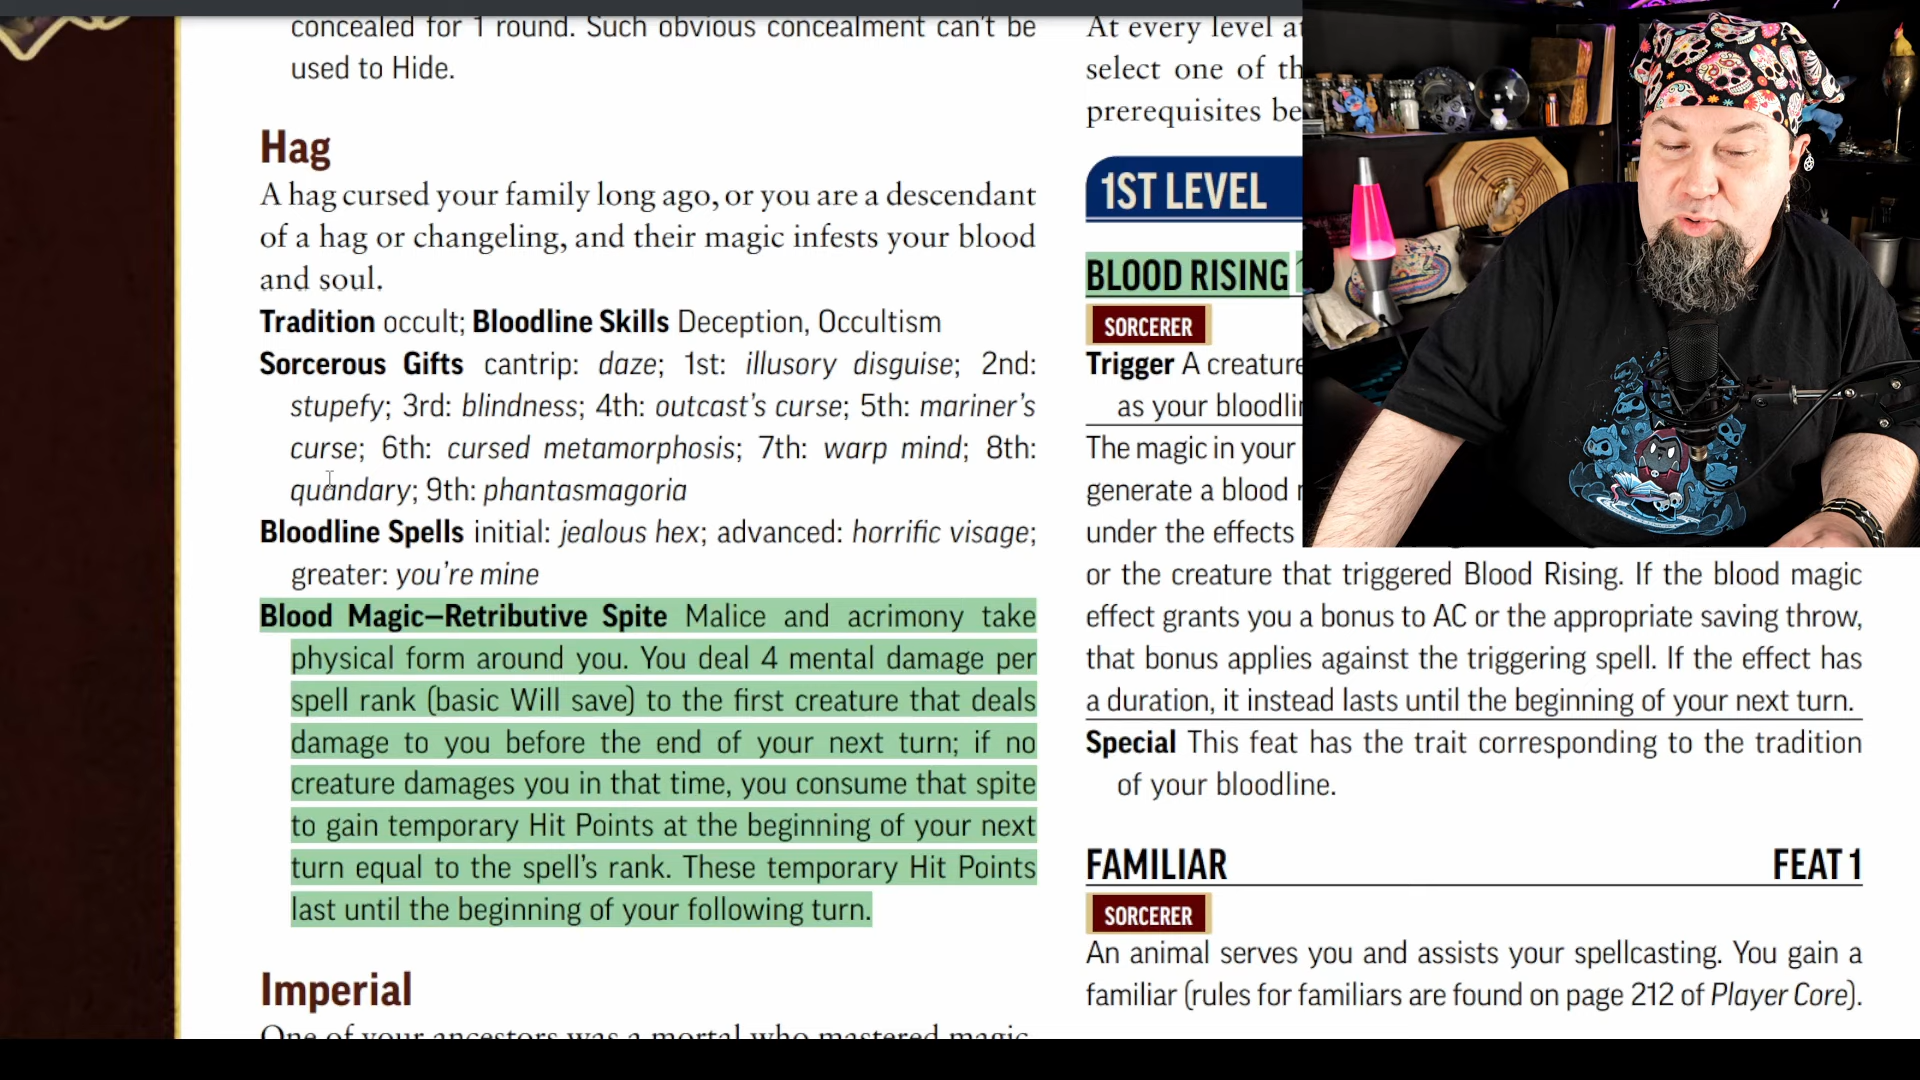 concealed for 1 round. Such obvious concealment can't be
used to Hide.
Hag
A hag cursed your family long ago, or you are a descendant
of a hag or changeling, and their magic infests your blood
and soul.
Tradition occult; Bloodline Skills Deception, Occultism
Sorcerous Gifts cantrip: daze; 1st: illusory disguise; 2nd:
stupefy; 3rd: blindness; 4th: outcast's curse; 5th: mariner's
curse; 6th: cursed metamorphosis; 7th: warp mind; 8th:
quandary; 9th: phantasmagoria
Bloodline Spells initial: jealous hex; advanced: horrific visage;
greater: you're mine
Blood Magic—Retributive Spite Malice and acrimony take
physical form around you. You deal 4 mental damage per
spell rank (basic Will save) to the first creature that deals
damage to you before the end of your next turn; if no
creature damages you in that time, you consume that spite
to gain temporary Hit Points at the beginning of your next
turn equal to the spell's rank. These temporary Hit Points
last until the beginning of your following turn.
Imperial
One of your ancestors was a mortal who mastered magic
At every level at
select one of th
prerequisites be
1ST LEVEL
BLOOD RISING
SORCERER
Trigger A creature
as your bloodli
The magic in your
generate a blood
under the effects
or the creature that triggered Blood Rising. If the blood magic
effect grants you a bonus to AC or the appropriate saving throw,
that bonus applies against the triggering spell. If the effect has
a duration, it instead lasts until the beginning of your next turn.
Special This feat has the trait corresponding to the tradition
of your bloodline.
FAMILIAR FEAT 1
SORCERER
An animal serves you and assists your spellcasting. You gain a
familiar (rules for familiars are found on page 212 of Player Core).